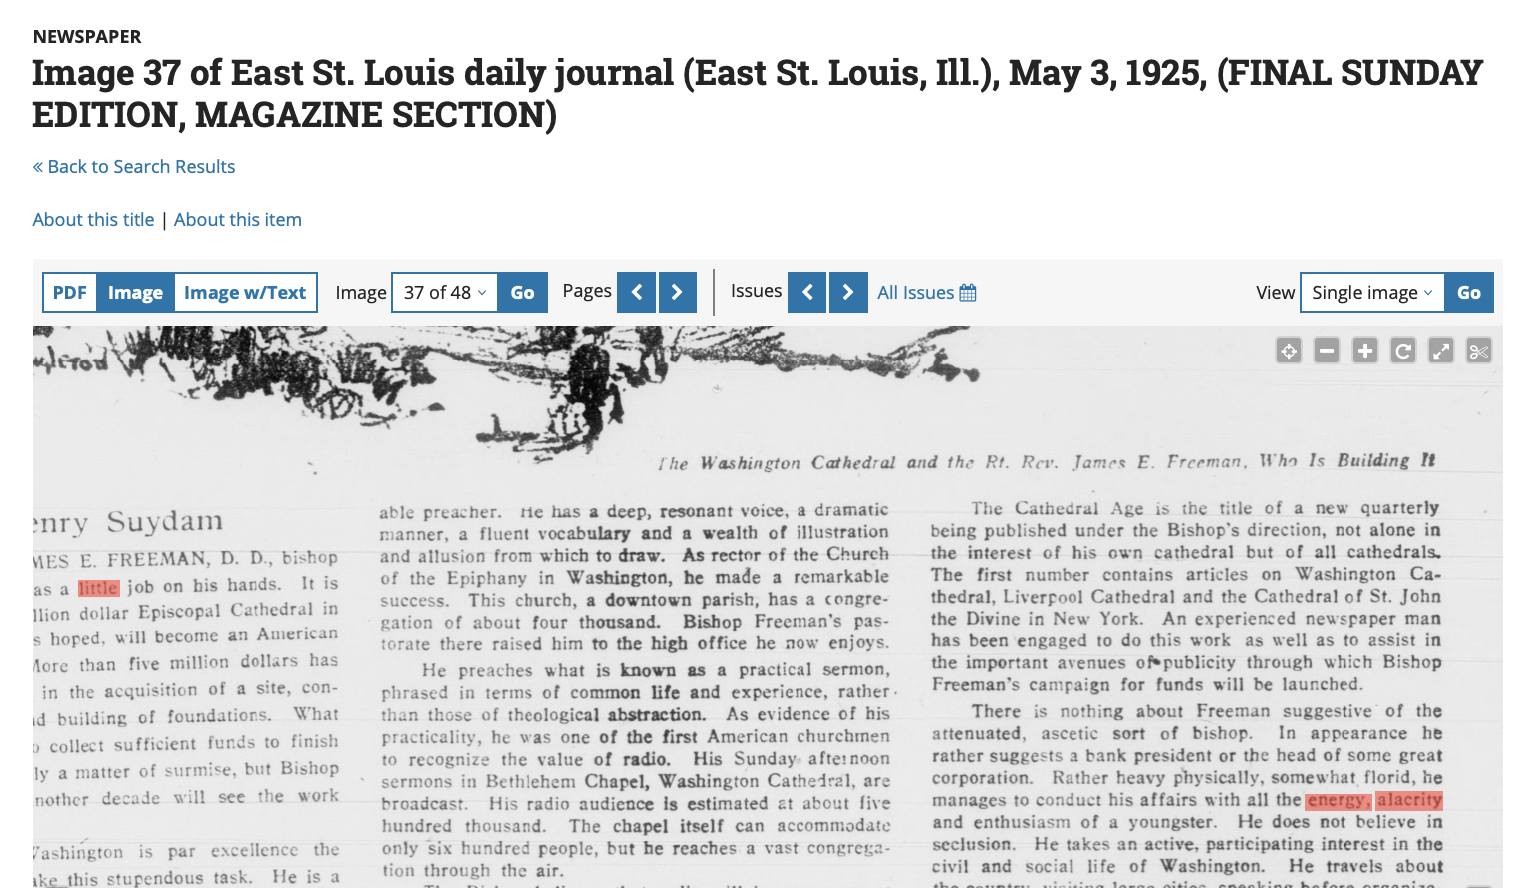 NEWSPAPER
Image 37 of East St. Louis daily journal (East St. Louis, Ill.), May 3, 1925, (FINAL SUNDAY
EDITION, MAGAZINE SECTION)
« Back to Search Results
About this title | About this item
PDF Image Image w/Text Image 37 of 48 Go Pages Issues All Issues View Single image Go
The Washington Cathedral and the Rt. Rev. James E. Freeman, Who Is Building It
enry Suydam
MES E. FREEMAN, D. D., bishop
as a little job on his hands. It is
llion dollar Episcopal Cathedral in
s hoped, will become an American
More than five million dollars has
in the acquisition of a site, con-
d building of foundations. What
o collect sufficient funds to finish
ly a matter of surmise, but Bishop
nother decade will see the work
Washington is par excellence the
ake this stupendous task. He is a
able preacher. He has a deep, resonant voice, a dramatic
manner, a fluent vocabulary and a wealth of illustration
and allusion from which to draw. As rector of the Church
of the Epiphany in Washington, he made a remarkable
success. This church, a downtown parish, has a congre-
gation of about four thousand. Bishop Freeman's pas-
torate there raised him to the high office he now enjoys.
He preaches what is known as a practical sermon,
phrased in terms of common life and experience, rather
than those of theological abstraction. As evidence of his
practicality, he was one of the first American churchmen
to recognize the value of radio. His Sunday afternoon
sermons in Bethlehem Chapel, Washington Cathedral, are
broadcast. His radio audience is estimated at about five
hundred thousand. The chapel itself can accommodate
only six hundred people, but he reaches a vast congrega-
tion through the air.
The Cathedral Age is the title of a new quarterly
being published under the Bishop's direction, not alone in
the interest of his own cathedral but of all cathedrals.
The first number contains articles on Washington Ca-
thedral, Liverpool Cathedral and the Cathedral of St. John
the Divine in New York. An experienced newspaper man
has been engaged to do this work as well as to assist in
the important avenues of publicity through which Bishop
Freeman's campaign for funds will be launched.
There is nothing about Freeman suggestive of the
attenuated, ascetic sort of bishop. In appearance he
rather suggests a bank president or the head of some great
corporation. Rather heavy physically, somewhat florid, he
manages to conduct his affairs with all the energy, alacrity
and enthusiasm of a youngster. He does not believe in
seclusion. He takes an active, participating interest in the
civil and social life of Washington. He travels about